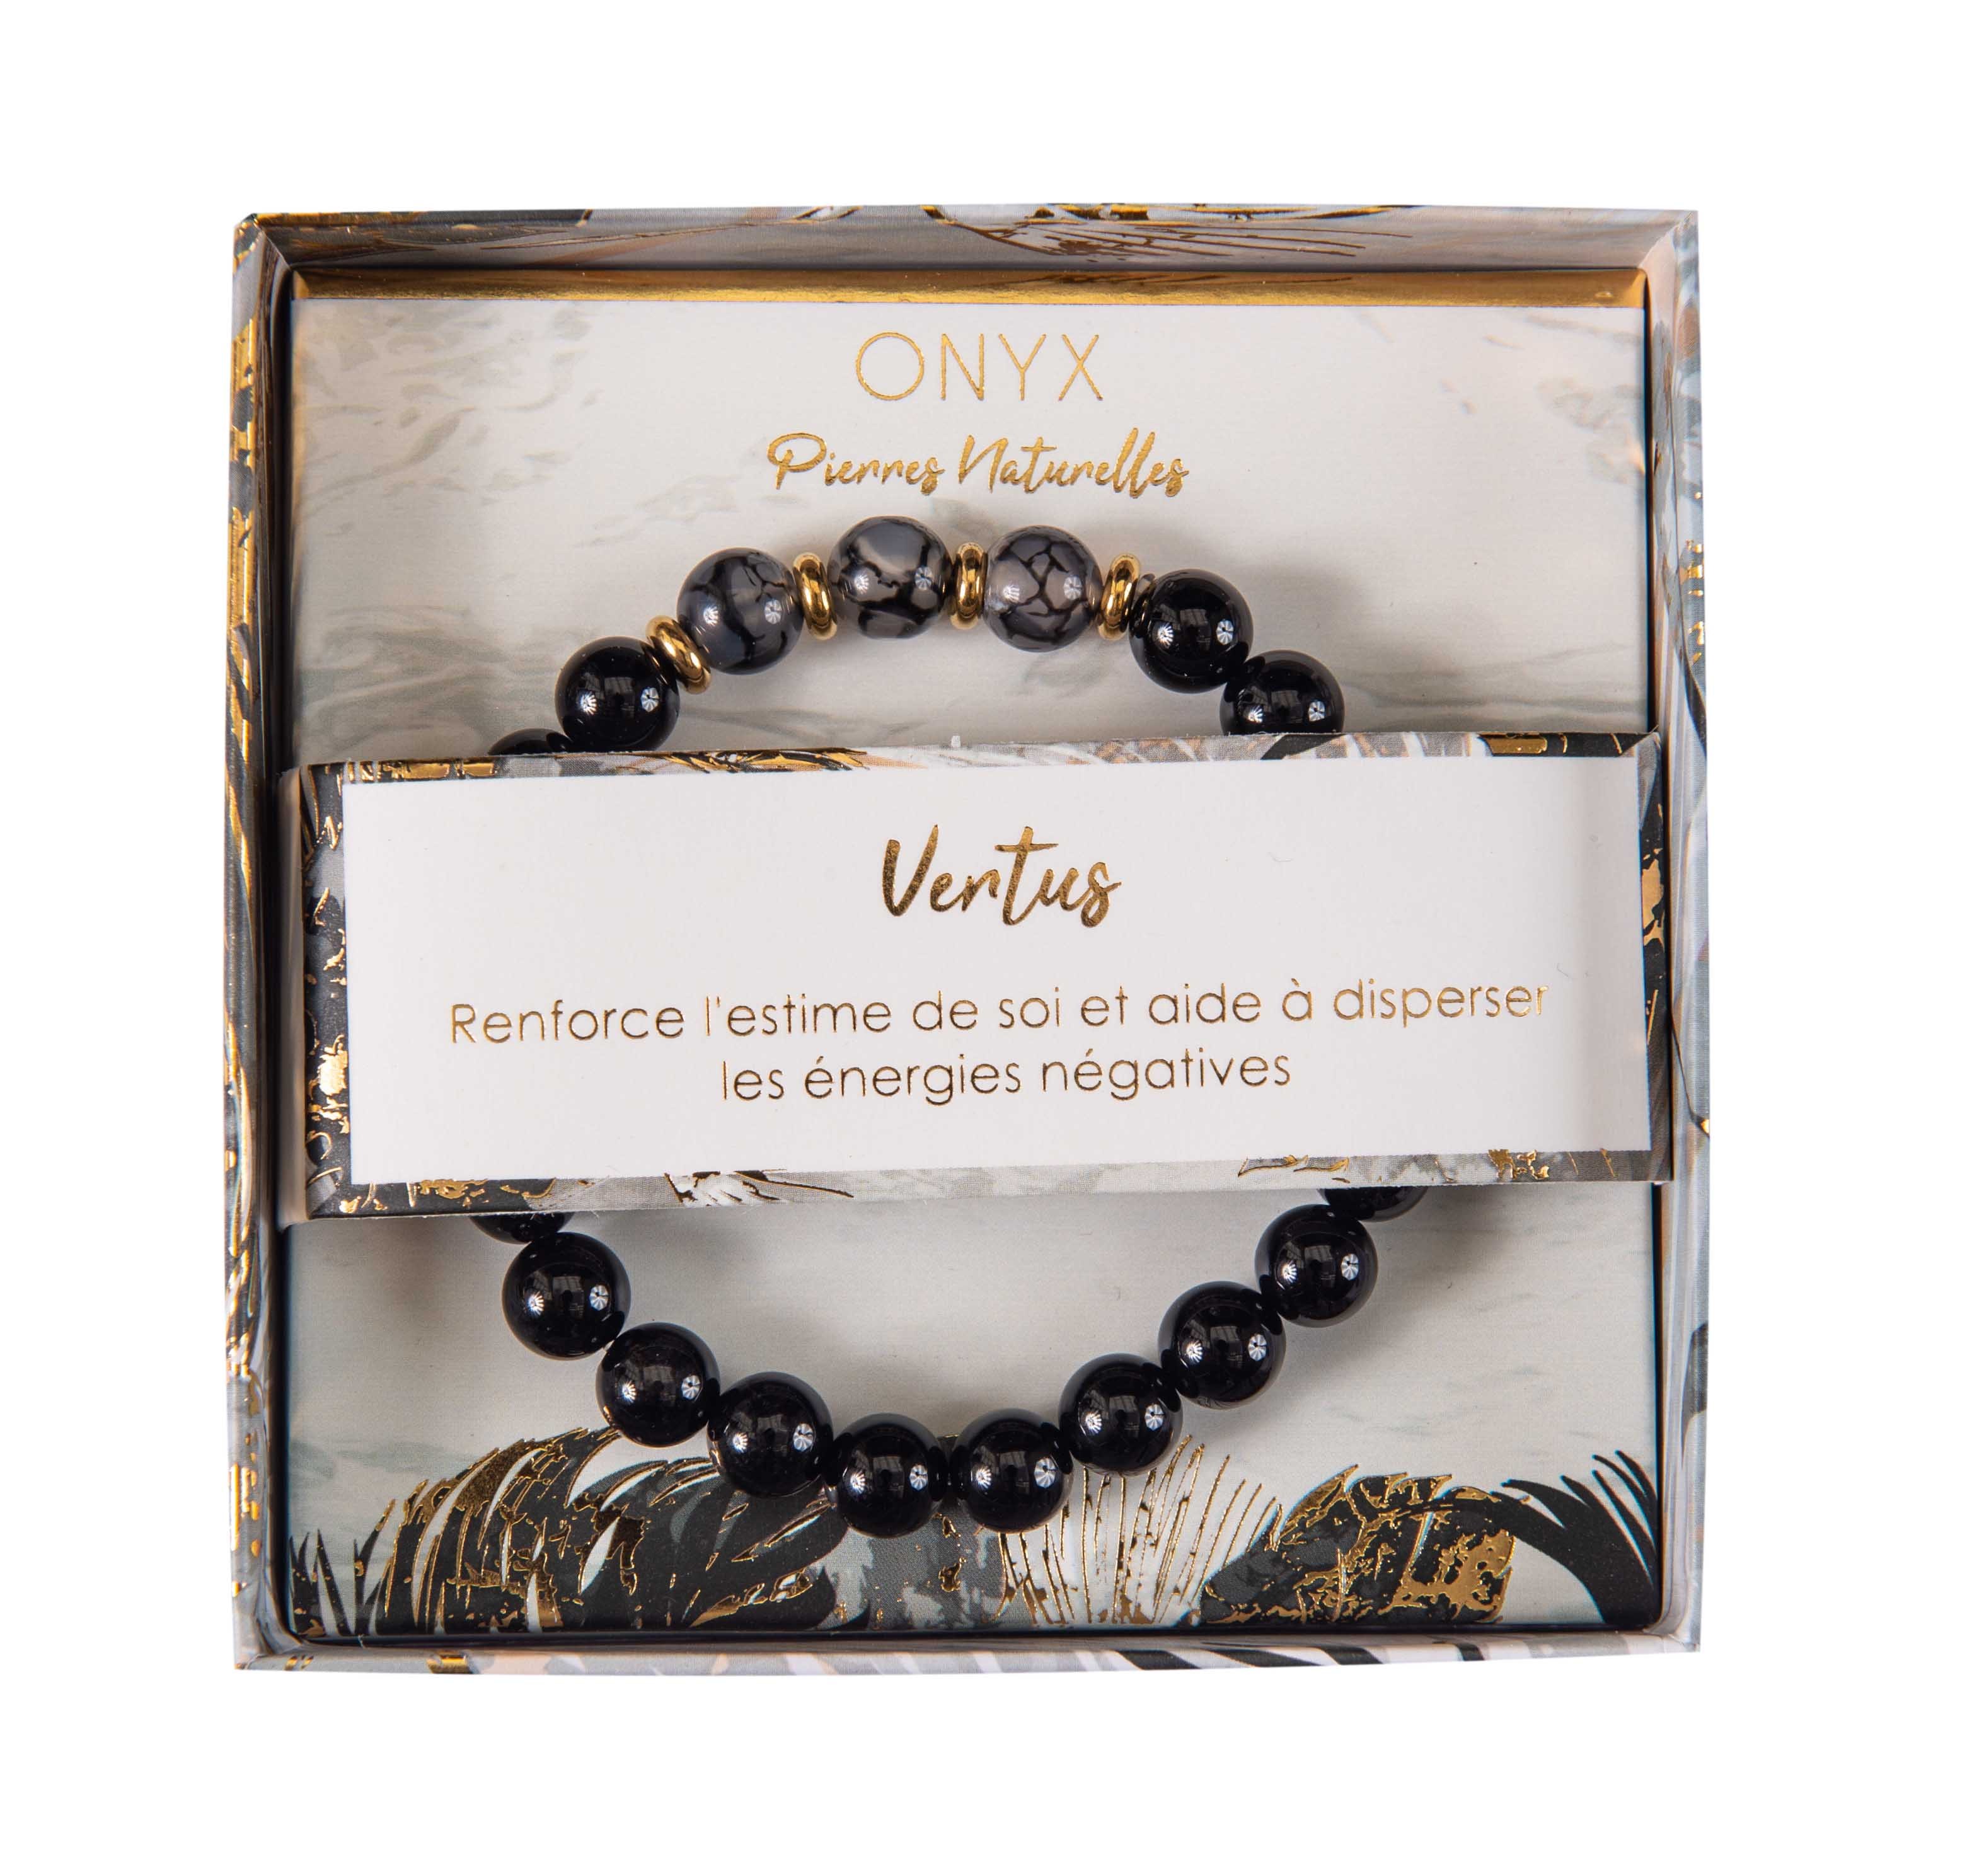 ONYX
Pierres Naturelles
Vertus
Renforce l'estime de soi et aide à disperser
les énergies négatives